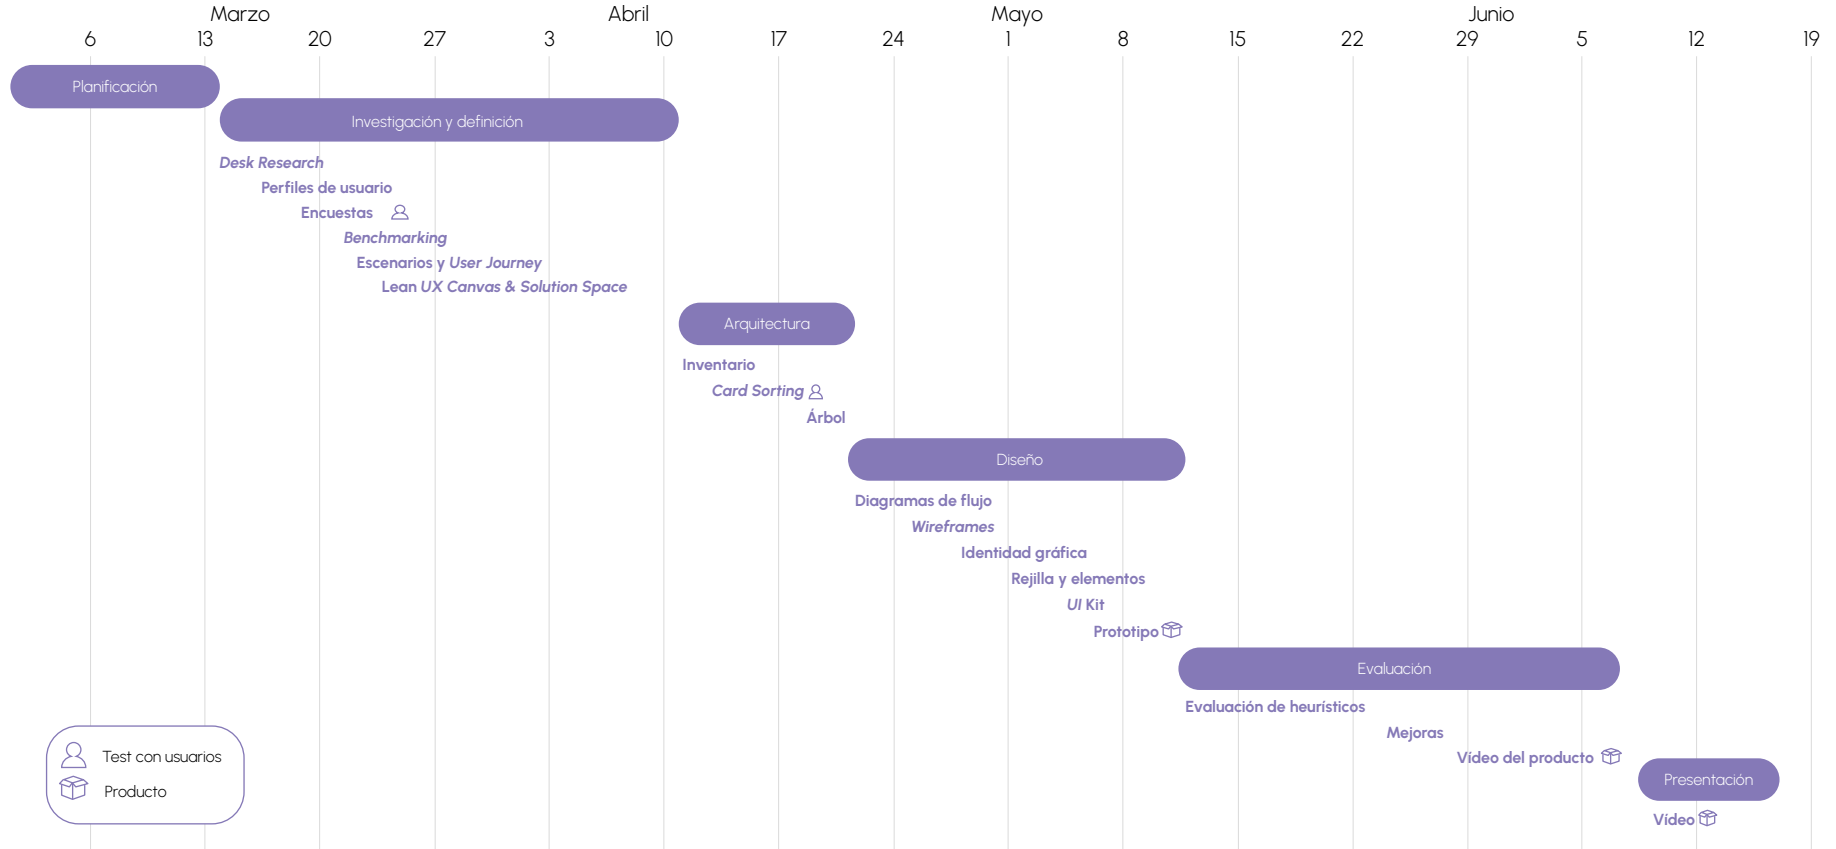 Marzo Abril Mayo Junio
6 13 20 27 3 10 17 24 1 8 15 22 29 5 12 19
Planificación
Investigación y definición
Desk Research
Perfiles de usuario
Encuestas
Benchmarking
Escenarios y User Journey
Lean UX Canvas & Solution Space
Arquitectura
Inventario
Card Sorting
Árbol
Diseño
Diagramas de flujo
Wireframes
Identidad gráfica
Rejilla y elementos
UI Kit
Prototipo
Evaluación
Evaluación de heurísticos
Mejoras
Vídeo del producto
Presentación
Vídeo
Test con usuarios
Producto